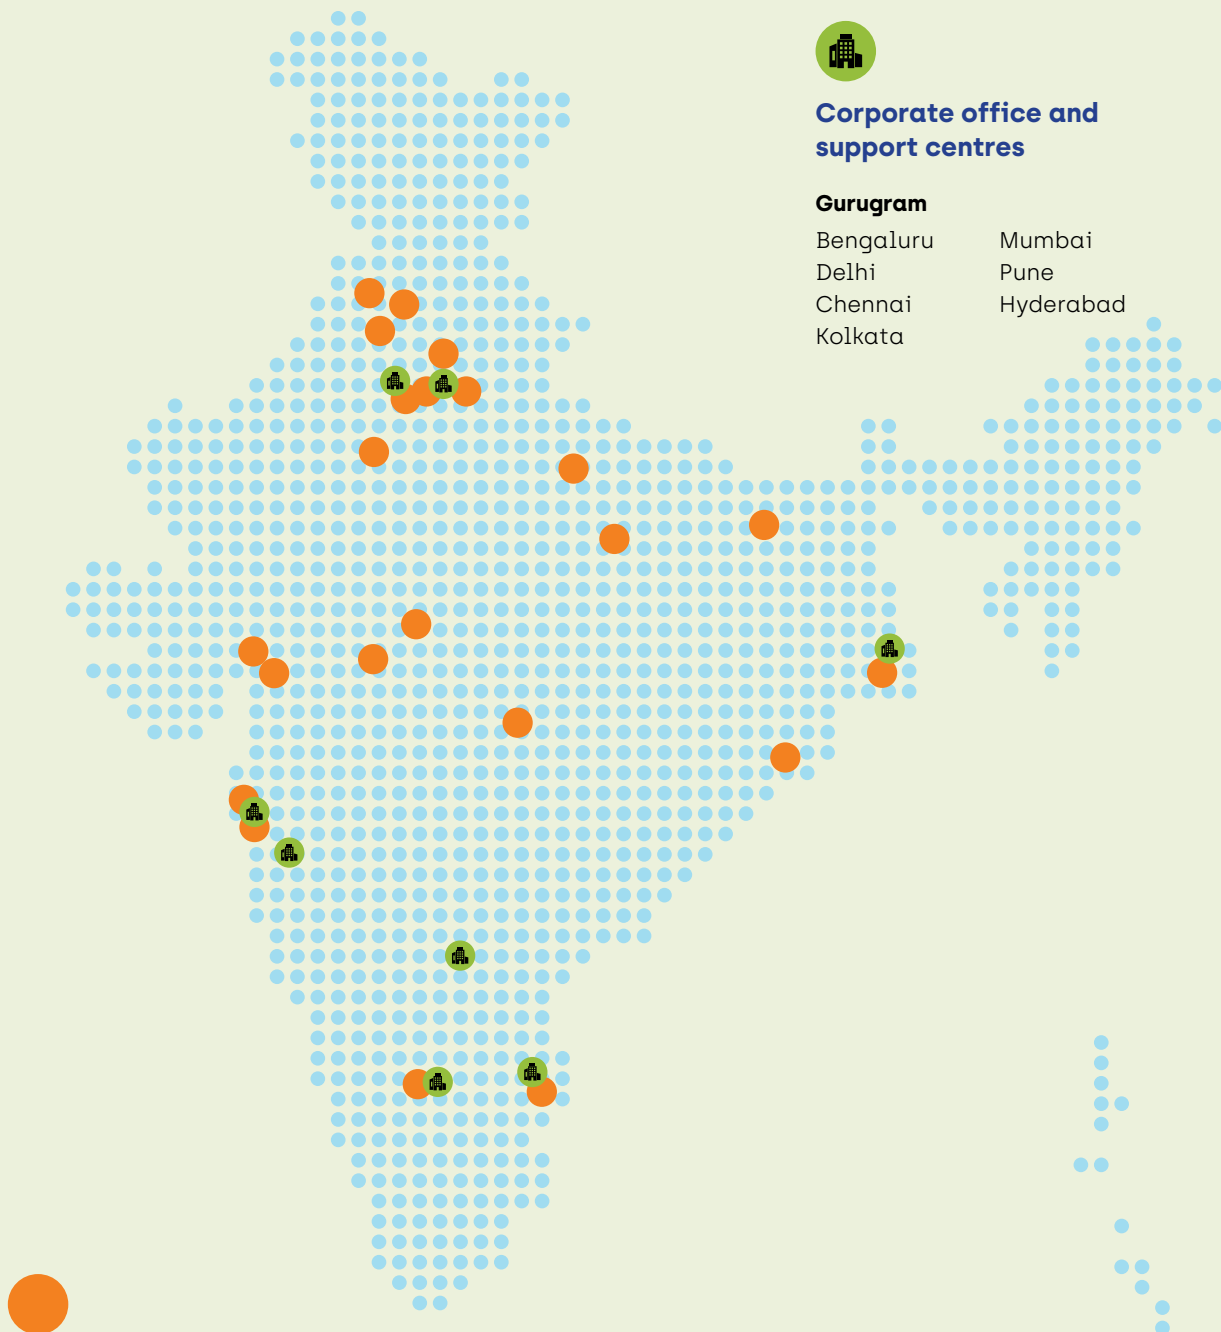 Corporate office and
support centres
Gurugram
Bengaluru
Delhi
Chennai
Kolkata
Mumbai
Pune
Hyderabad